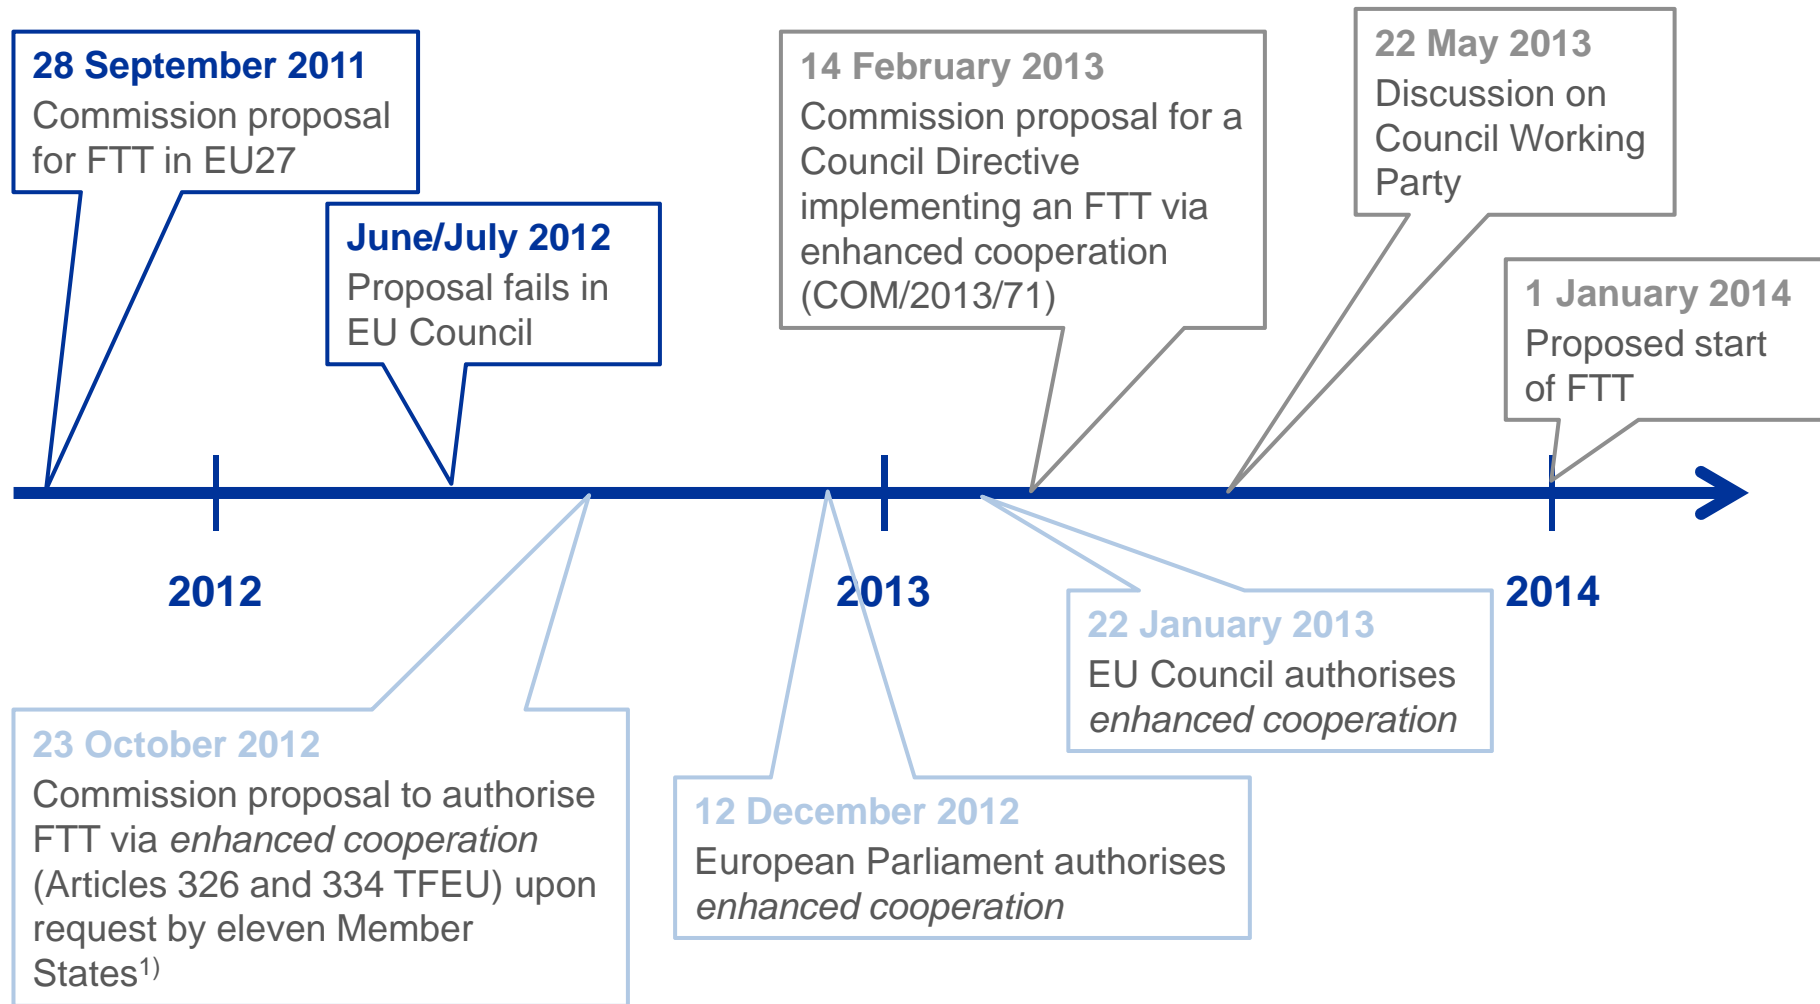 28 September 2011
Commission proposal
for FTT in EU27
June/July 2012
Proposal fails in
EU Council
14 February 2013
Commission proposal for a
Council Directive
implementing an FTT via
enhanced cooperation
(COM/2013/71)
22 May 2013
Discussion on
Council Working
Party
1 January 2014
Proposed start
of FTT
2012
2013
2014
23 October 2012
Commission proposal to authorise
FTT via enhanced cooperation
(Articles 326 and 334 TFEU) upon
request by eleven Member
States¹⁾
12 December 2012
European Parliament authorises
enhanced cooperation
22 January 2013
EU Council authorises
enhanced cooperation